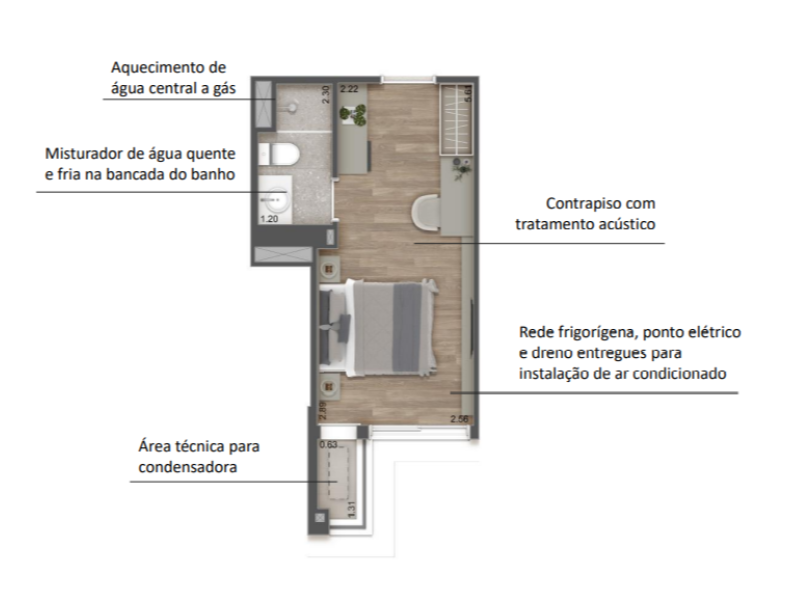 Aquecimento de
água central a gás
2.30
2.22
5.61
Misturador de água quente
e fria na bancada do banho
1.20
Contrapiso com
tratamento acústico
Rede frigorígena, ponto elétrico
e dreno entregues para
instalação de ar condicionado
2.89
2.56
Área técnica para
condensadora
0.63
1.31